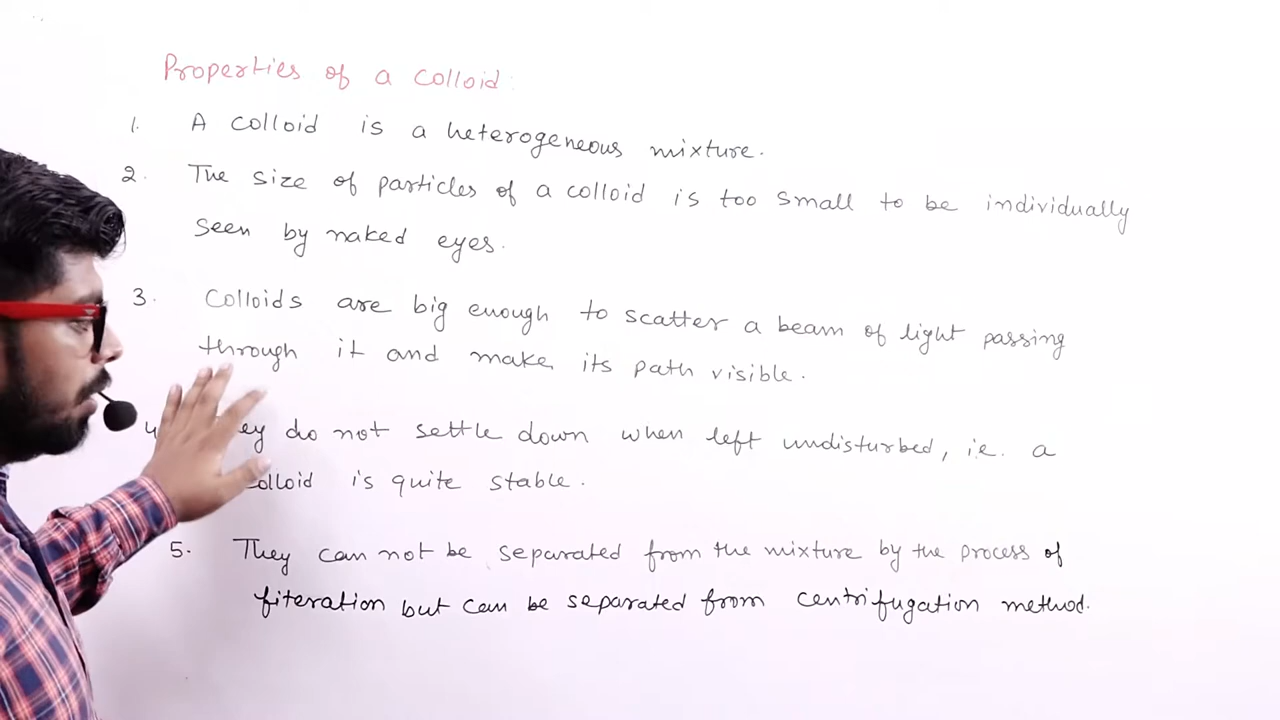 Properties of a colloid:
1. A colloid is a heterogeneous mixture.
2. The size of particles of a colloid is too small to be individually
seen by naked eyes.
3. Colloids are big enough to scatter a beam of light passing
through it and make its path visible.
4. do not settle down when left undisturbed, i.e. a
colloid is quite stable.
5. They can not be separated from the mixture by the process of
fiteration but can be separated from centrifugation method.